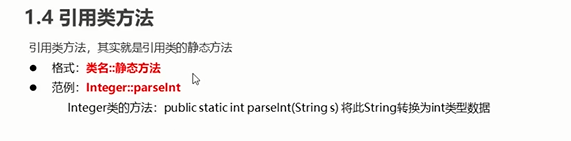 1.4 引用类方法
引用类方法，其实就是引用类的静态方法
● 格式：类名::静态方法
● 范例：Integer::parseInt
Integer类的方法：public static int parseInt(String s) 将此String转换为int类型数据